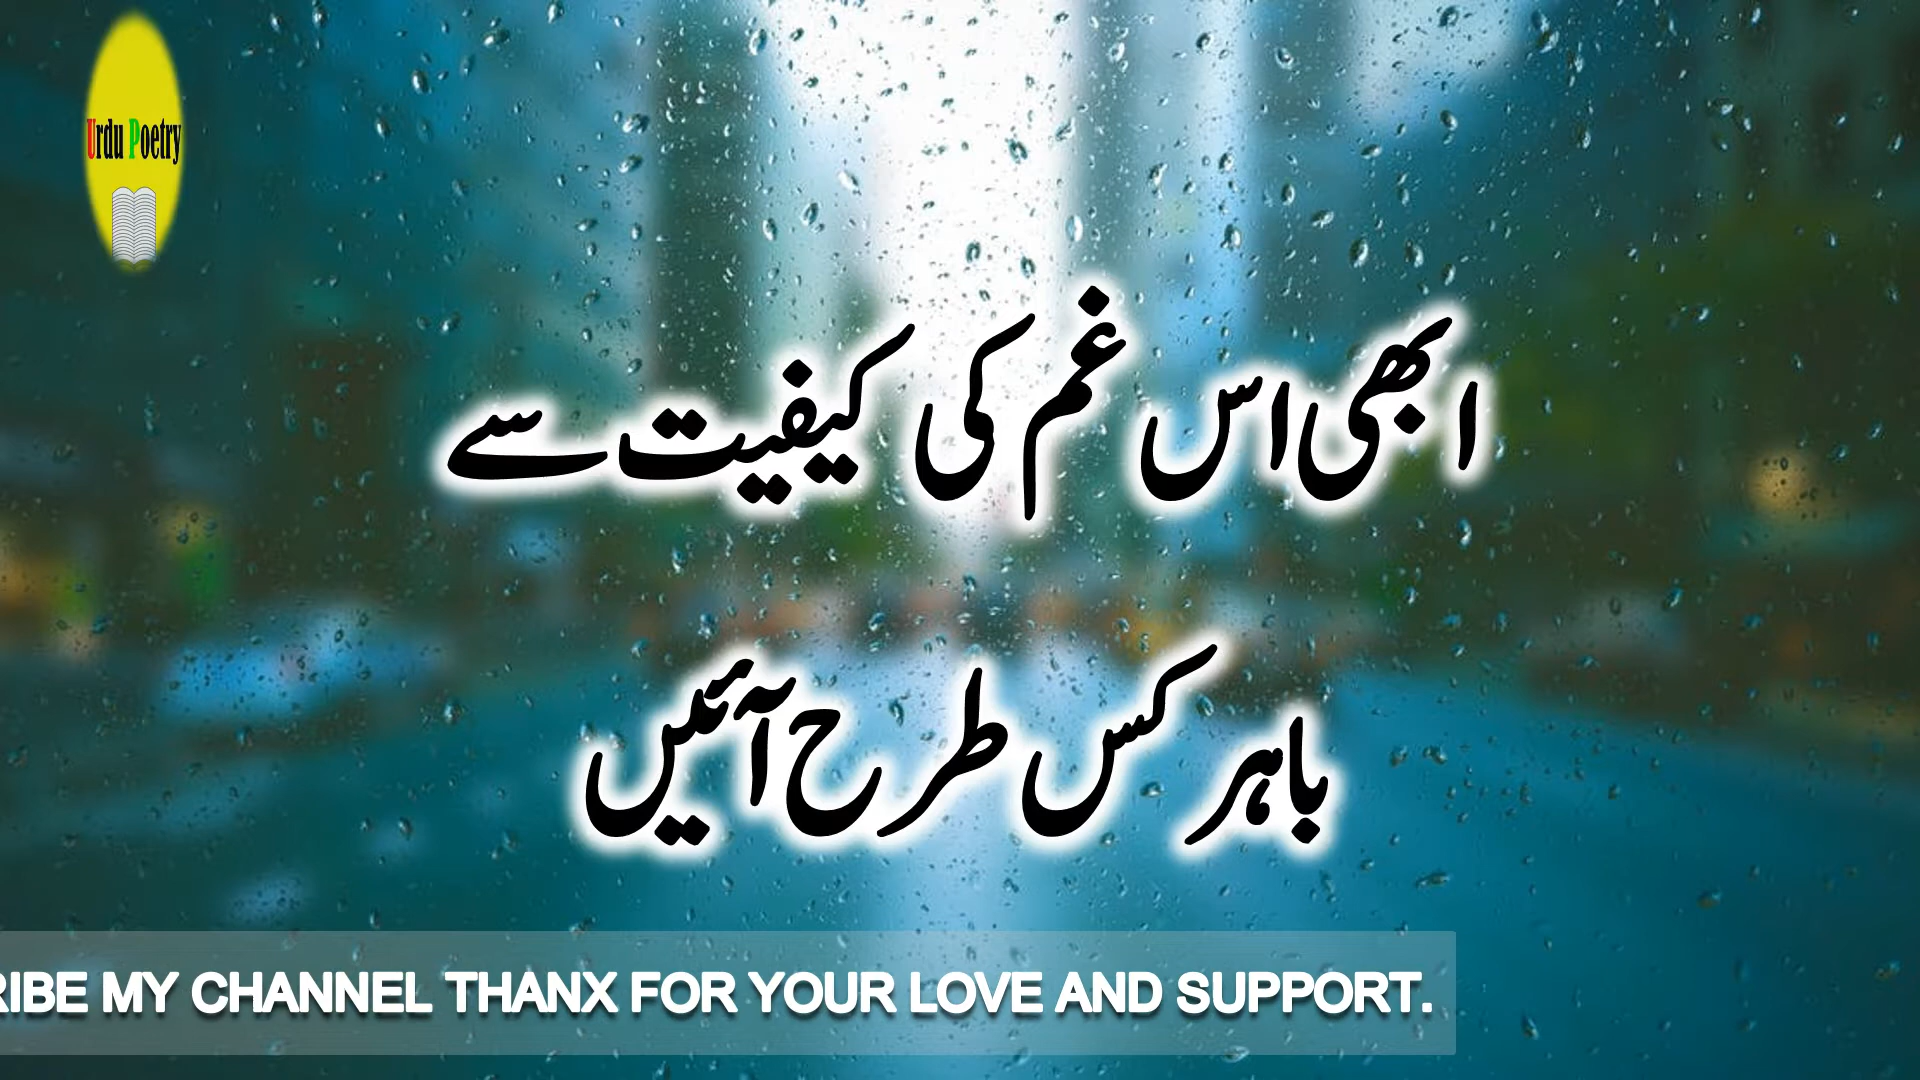 Urdu Poetry
ابھی اس غم کی کیفیت سے
باہر کس طرح آئیں
RIBE MY CHANNEL THANX FOR YOUR LOVE AND SUPPORT.